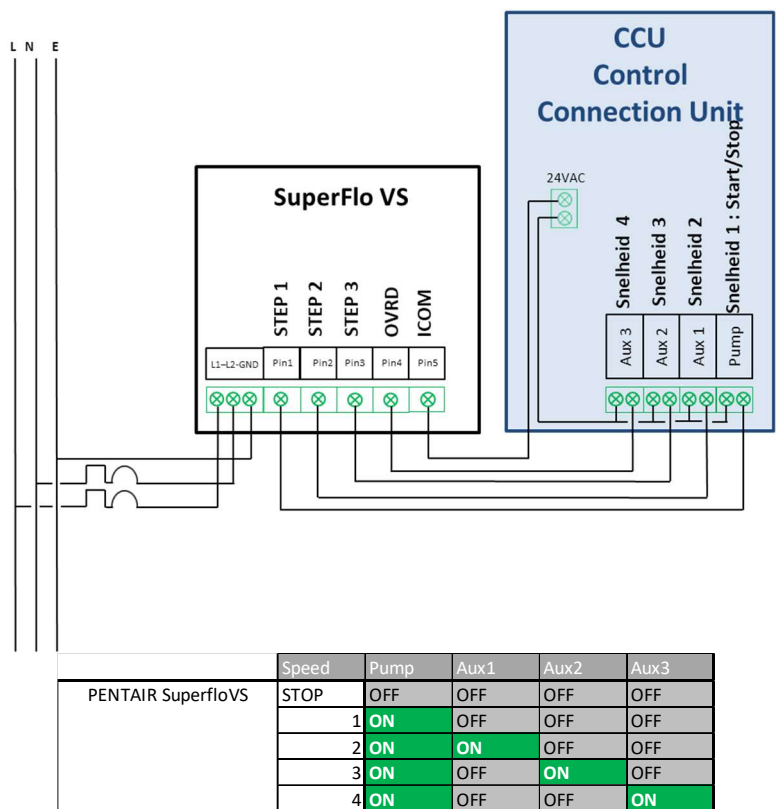 L N E
CCU
Control
Connection Unit
24VAC
Snelheid 4
Snelheid 3
Snelheid 2
Snelheid 1 : Start/Stop
Aux 3
Aux 2
Aux 1
Pump
SuperFlo VS
STEP 1
STEP 2
STEP 3
OVRD
ICOM
L1-L2-GND Pin1 Pin2 Pin3 Pin4 Pin5
Speed Pump Aux1 Aux2 Aux3
PENTAIR SuperfloVS STOP OFF OFF OFF OFF
1 ON OFF OFF OFF
2 ON ON OFF OFF
3 ON OFF ON OFF
4 ON OFF OFF ON